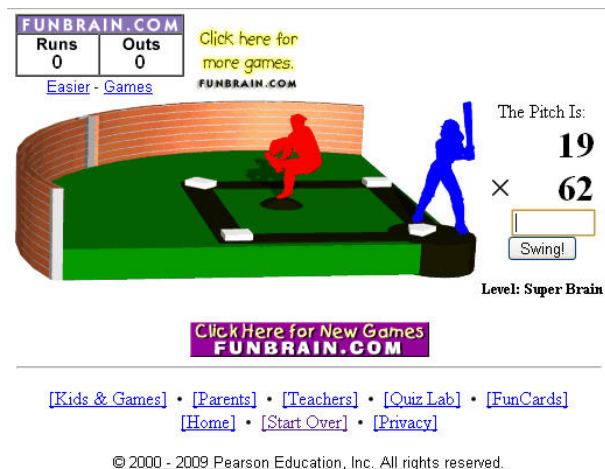 FUNBRAIN.COM
Runs Outs
0 0
Easier - Games
Click here for
more games.
FUNBRAIN.COM
The Pitch Is:
19
× 62
Swing!
Level: Super Brain
Click Here for New Games
FUNBRAIN.COM
[Kids & Games] • [Parents] • [Teachers] • [Quiz Lab] • [FunCards]
[Home] • [Start Over] • [Privacy]
© 2000 - 2009 Pearson Education, Inc. All rights reserved.